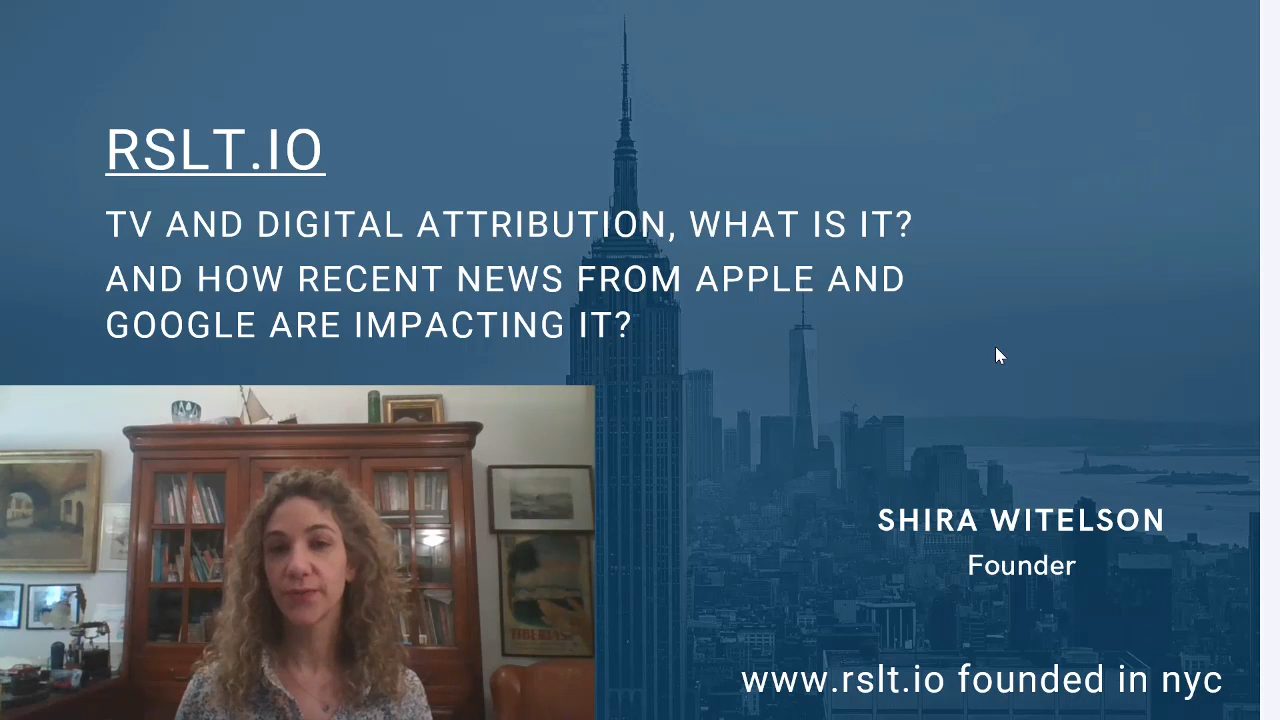 RSLT.IO
TV AND DIGITAL ATTRIBUTION, WHAT IS IT?
AND HOW RECENT NEWS FROM APPLE AND
GOOGLE ARE IMPACTING IT?
TIBERIAS
SHIRA WITELSON
Founder
www.rslt.io founded in nyc